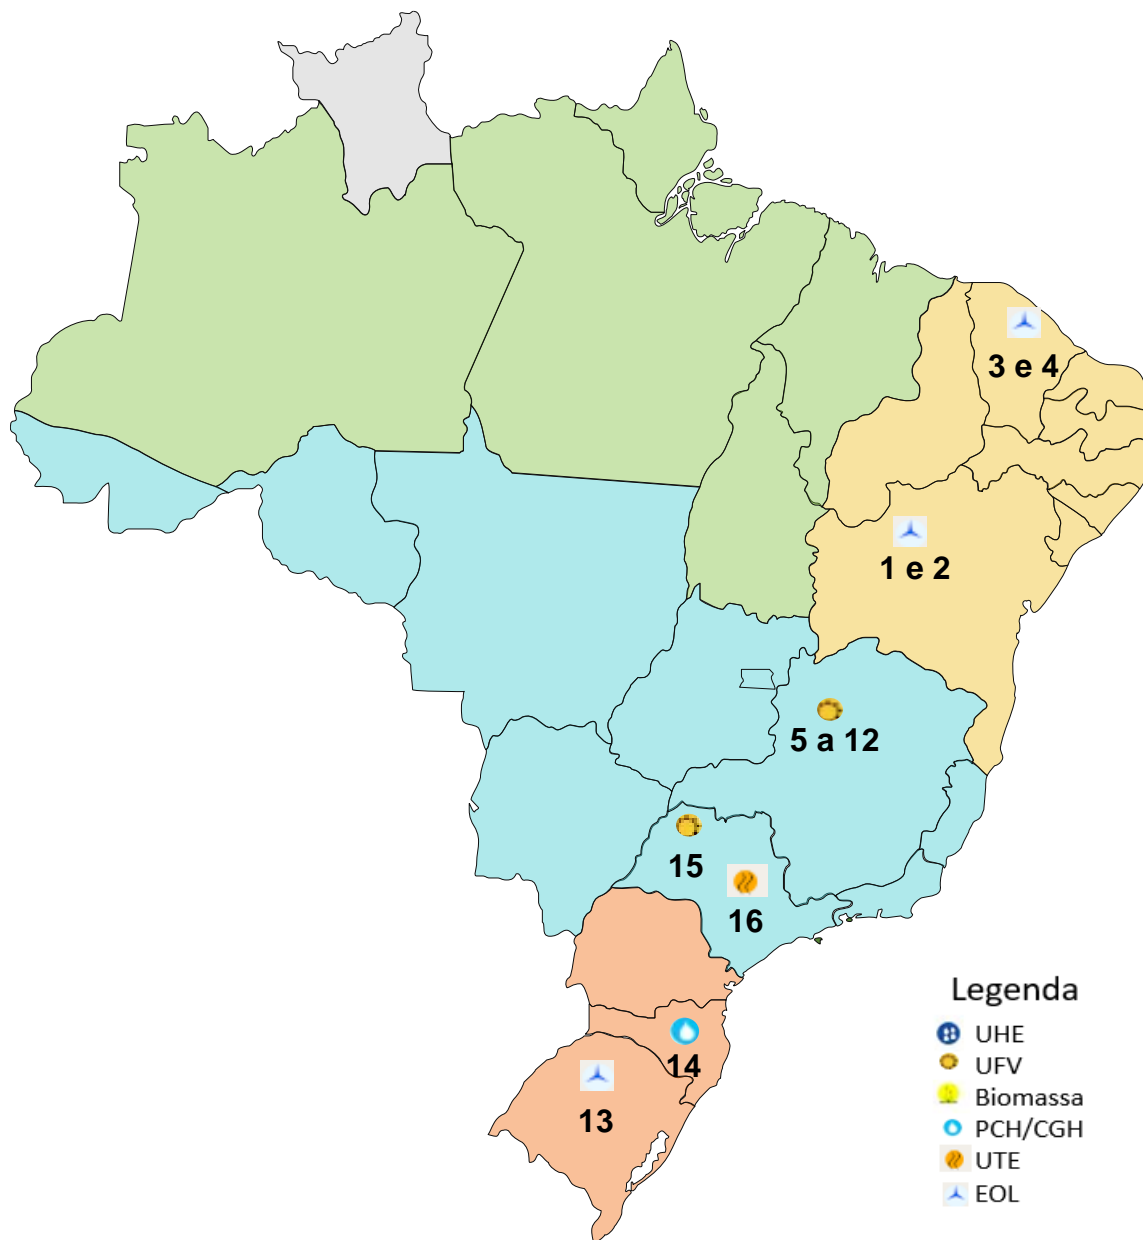 3 e 4
1 e 2
5 a 12
15
16
14
13
Legenda
UHE
UFV
Biomassa
PCH/CGH
UTE
EOL